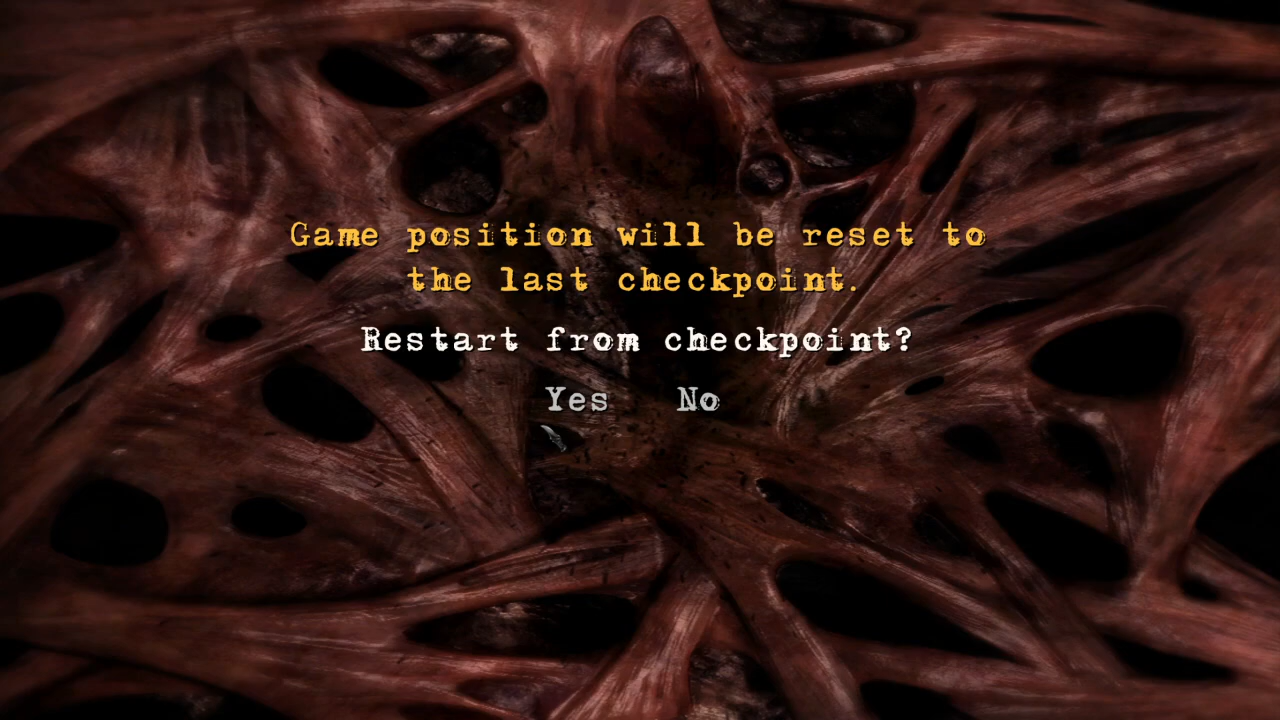 Game position will be reset to
the last checkpoint.
Restart from checkpoint?
Yes No